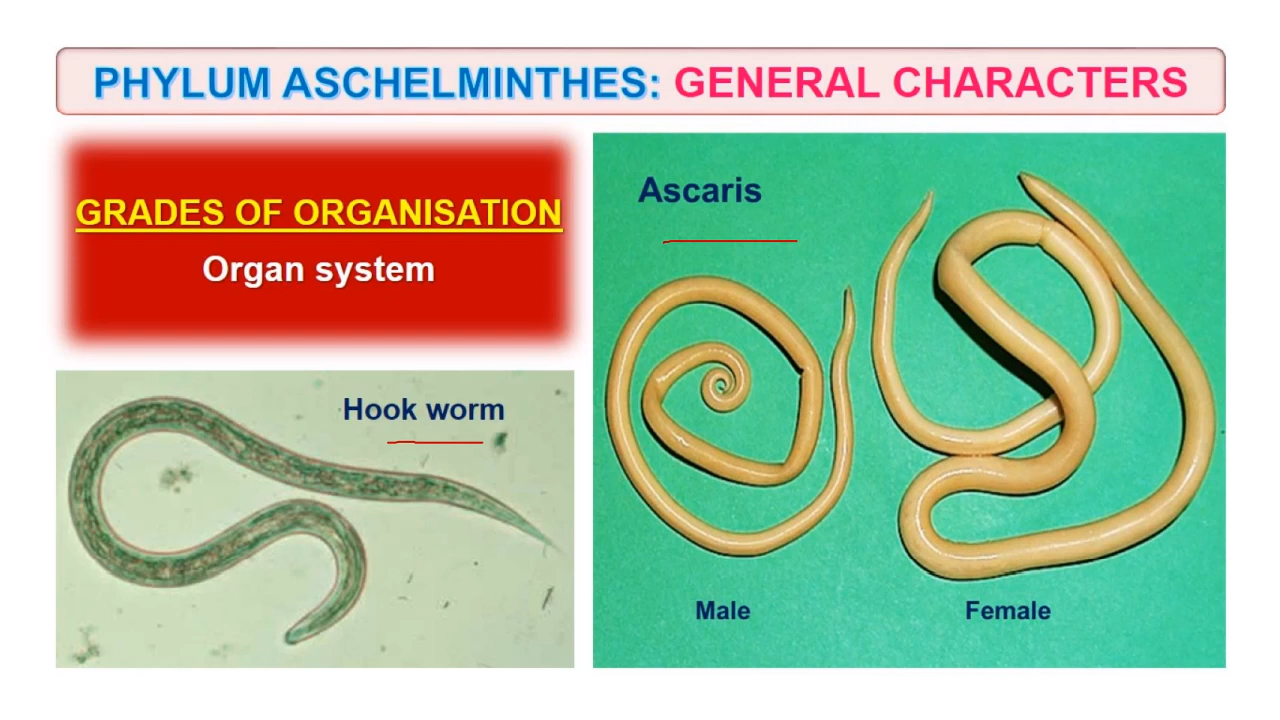 PHYLUM ASCHELMINTHES: GENERAL CHARACTERS
GRADES OF ORGANISATION
Organ system
Hook worm
Ascaris
Male
Female